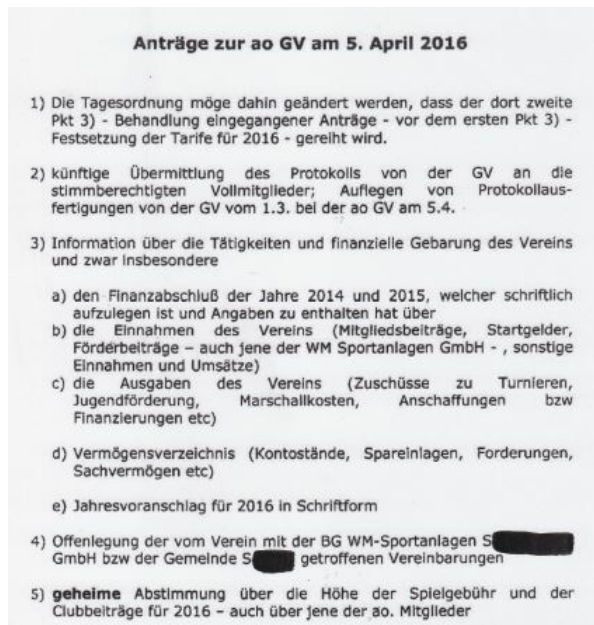 Anträge zur ao GV am 5. April 2016
1) Die Tagesordnung möge dahin geändert werden, dass der dort zweite
Pkt 3) - Behandlung eingegangener Anträge - vor dem ersten Pkt 3) -
Festsetzung der Tarife für 2016 - gereiht wird.
2) künftige Übermittlung des Protokolls von der GV an die
stimmberechtigten Vollmitglieder; Auflegen von Protokollaus-
fertigungen von der GV vom 1.3. bei der ao GV am 5.4.
3) Information über die Tätigkeiten und finanzielle Gebarung des Vereins
und zwar insbesondere
a) den Finanzabschluß der Jahre 2014 und 2015, welcher schriftlich
aufzulegen ist und Angaben zu enthalten hat über
b) die Einnahmen des Vereins (Mitgliedsbeiträge, Startgelder,
Förderbeiträge – auch jene der WM Sportanlagen GmbH - , sonstige
Einnahmen und Umsätze)
c) die Ausgaben des Vereins (Zuschüsse zu Turnieren,
Jugendförderung, Marschallkosten, Anschaffungen bzw
Finanzierungen etc)
d) Vermögensverzeichnis (Kontostände, Spareinlagen, Forderungen,
Sachvermögen etc)
e) Jahresvoranschlag für 2016 in Schriftform
4) Offenlegung der vom Verein mit der BG WM-Sportanlagen S
GmbH bzw der Gemeinde S getroffenen Vereinbarungen
5) geheime Abstimmung über die Höhe der Spielgebühr und der
Clubbeiträge für 2016 – auch über jene der ao. Mitglieder